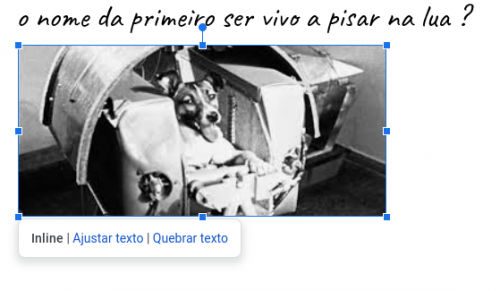 o nome da primeiro ser vivo a pisar na lua ?
Inline | Ajustar texto | Quebrar texto